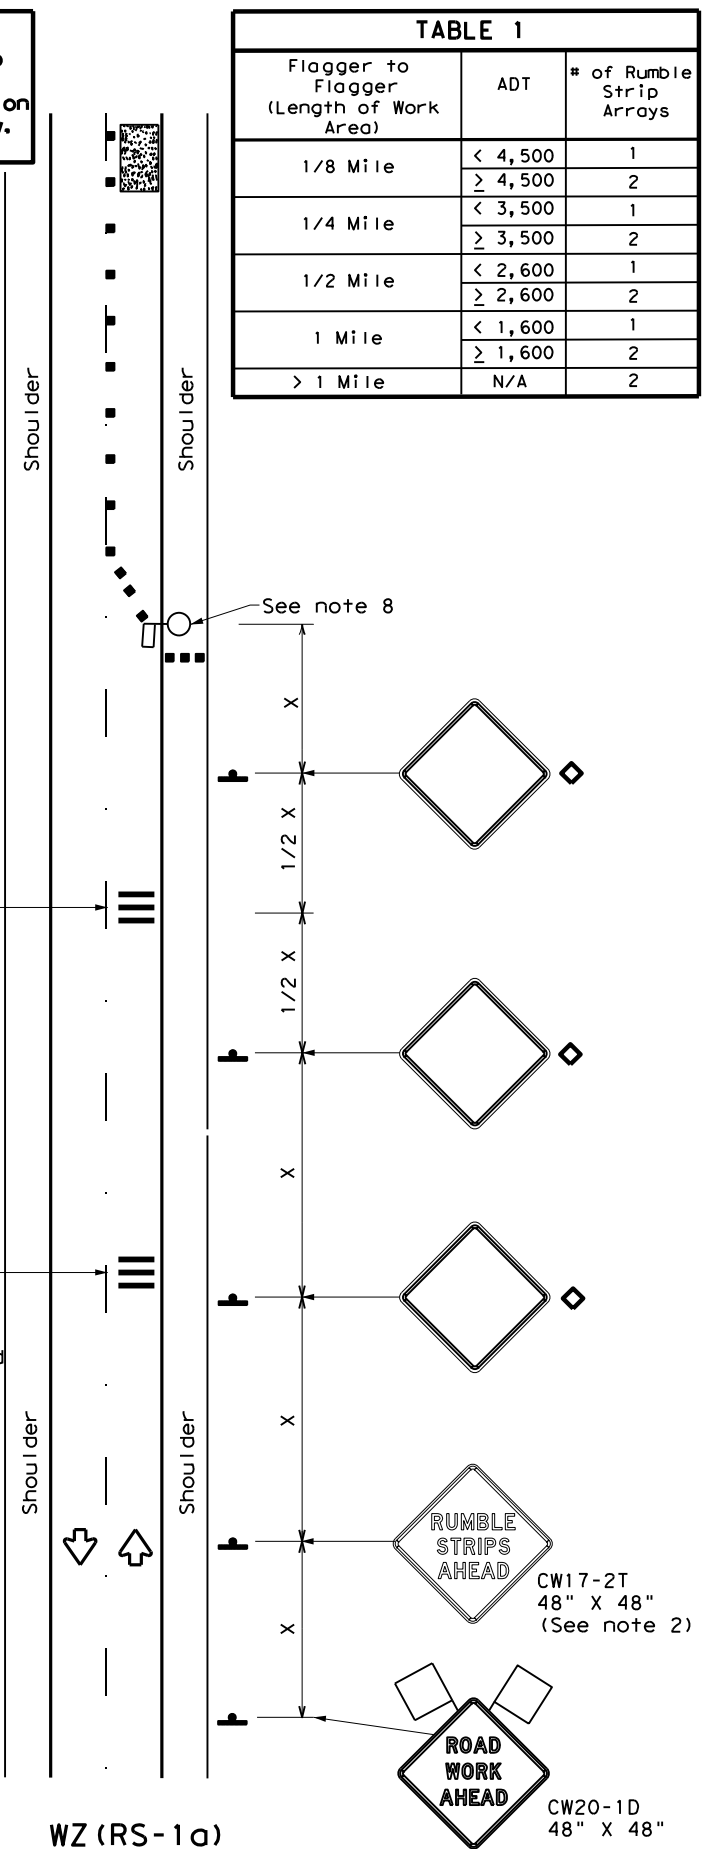 on
TABLE 1
Flagger to Flagger (Length of Work Area)
ADT
# of Rumble Strip Arrays
1/8 Mile
< 4,500
1
≥ 4,500
2
1/4 Mile
< 3,500
1
≥ 3,500
2
1/2 Mile
< 2,600
1
≥ 2,600
2
1 Mile
< 1,600
1
≥ 1,600
2
> 1 Mile
N/A
2
Shoulder
Shoulder
See note 8
X
1/2 X
1/2 X
X
X
Shoulder
Shoulder
RUMBLE
STRIPS
AHEAD
CW17-2T
48" X 48"
(See note 2)
X
ROAD
WORK
AHEAD
CW20-1D
48" X 48"
WZ(RS-1a)